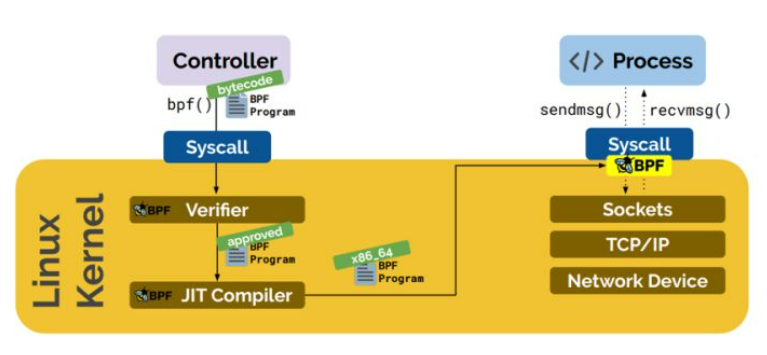 Controller
bytecode
bpf()
BPF
Program
Syscall
</> Process
sendmsg()
recvmsg()
Syscall
BPF
Linux
Kernel
BPF Verifier
approved
BPF
Program
BPF JIT Compiler
x86_64
BPF
Program
Sockets
TCP/IP
Network Device